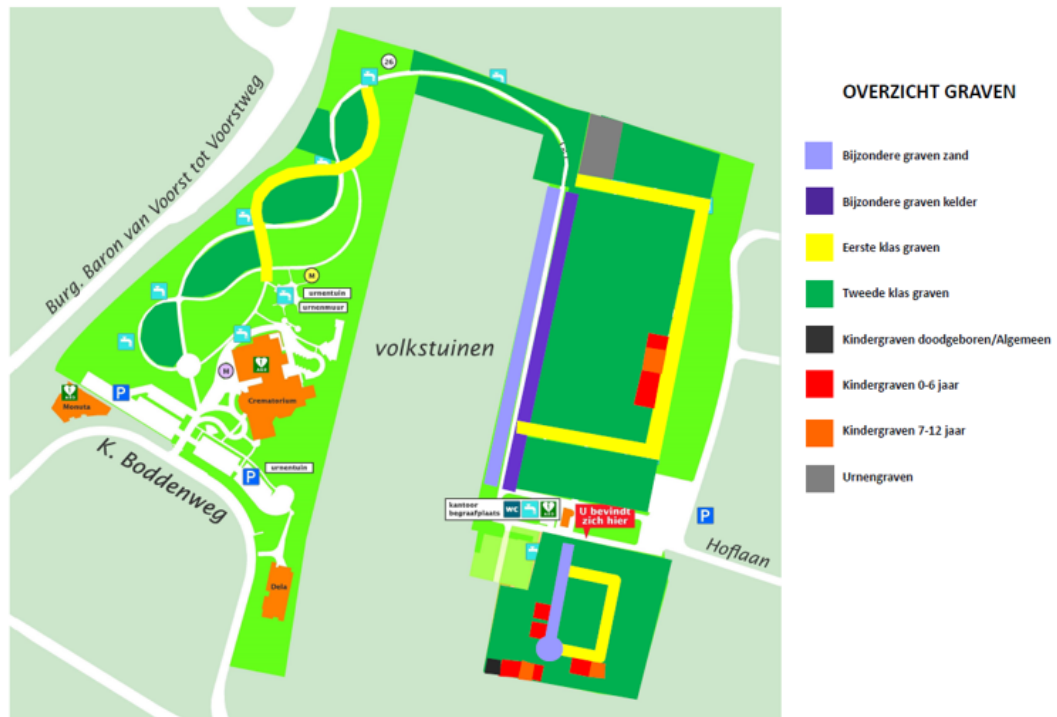 OVERZICHT GRAVEN
Bijzondere graven zand
Bijzondere graven kelder
Eerste klas graven
Tweede klas graven
Kindergraven doodgeboren/Algemeen
Kindergraven 0-6 jaar
Kindergraven 7-12 jaar
Urnengraven
26
Burg. Baron van Voorst tot Voorstweg
M
urnentuin
urnenmuur
volkstuinen
M
Crematorium
P
K. Boddenweg
urnentuin
P
kantoor
begraafplaats
WC
U bevindt
zich hier
P
Hoflaan
Dela